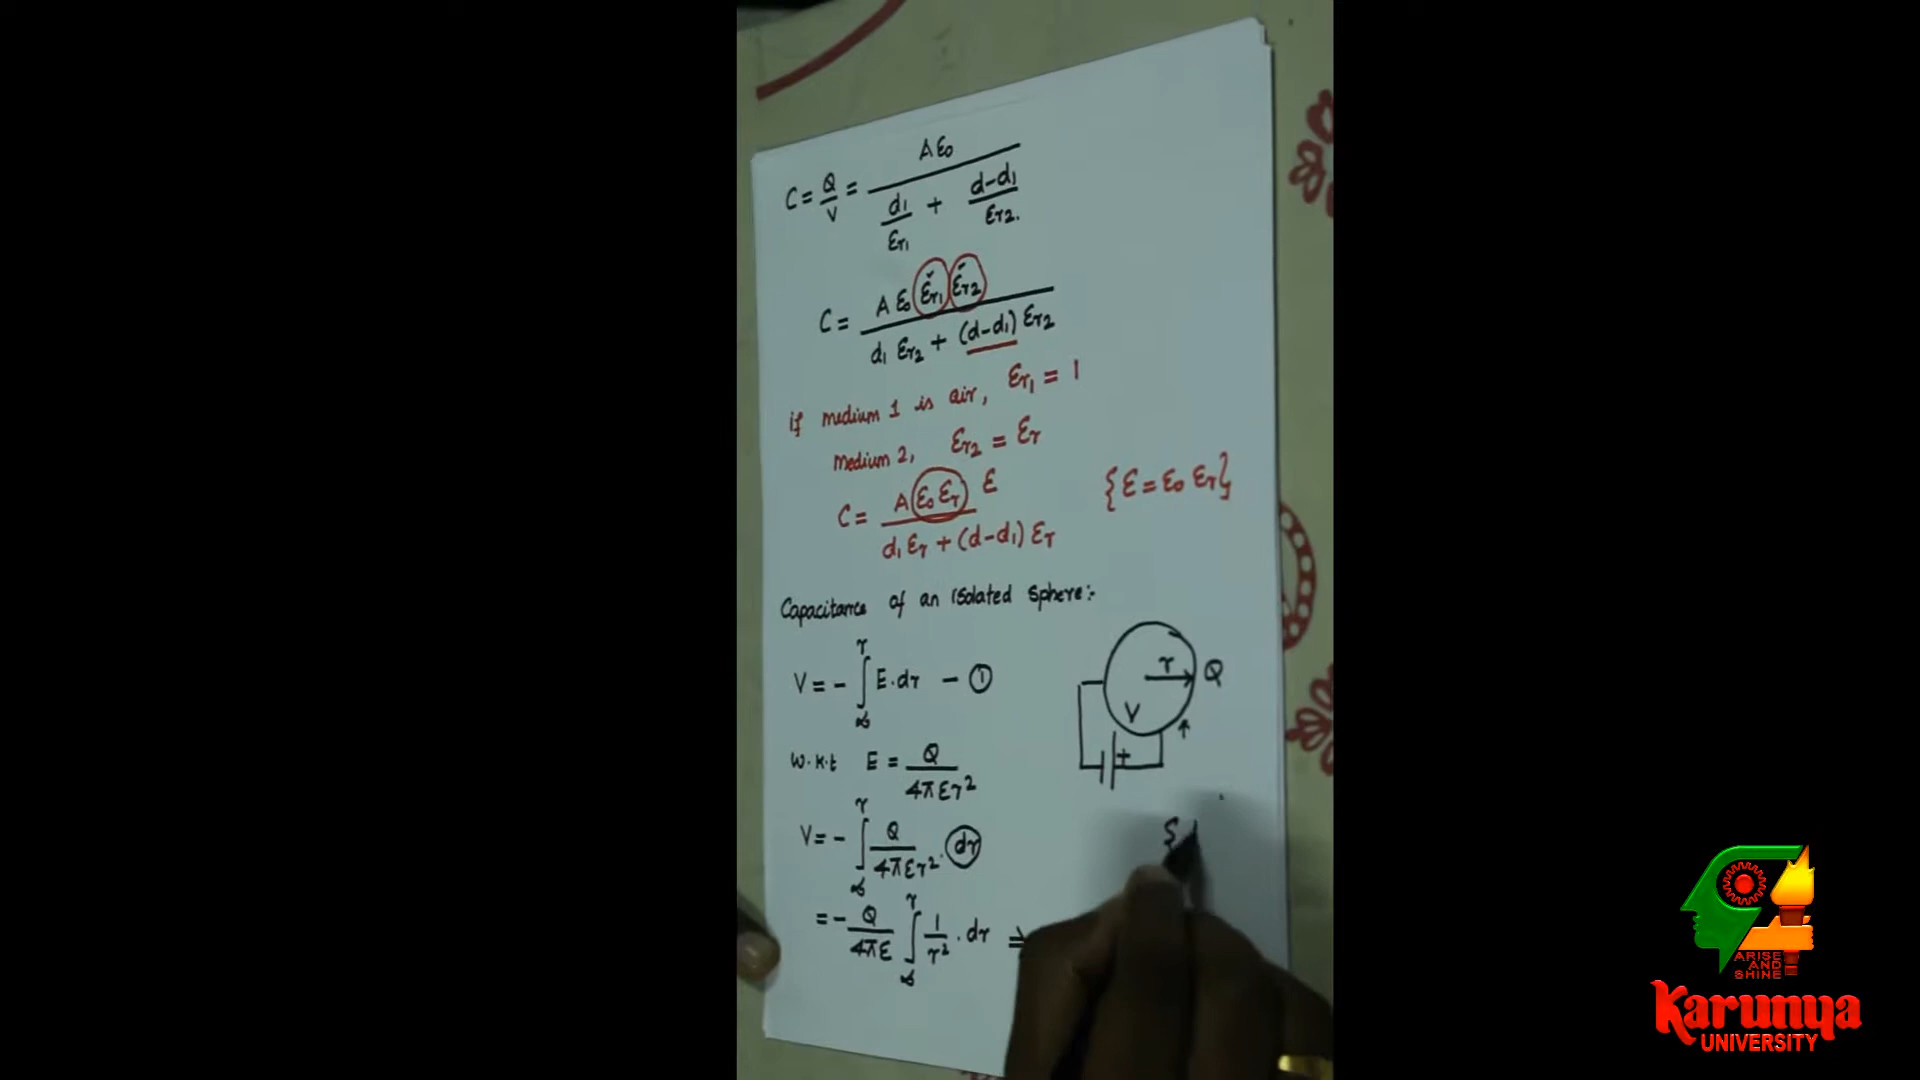 C = Q/V = Aε0 / (d1/εr1 + (d-d1)/εr2.)
C = A ε0 εr1 εr2 / (d1 εr2 + (d-d1) εr2)
if medium 1 is air, εr1 = 1
medium 2, εr2 = εr
C = A ε0 εr ε / (d1 εr + (d-d1) εr) {ε = ε0 εr}
Capacitance of an isolated sphere:-
V = - ∫∞^r E.dr - ①
r Q
V
+
w.k.t E = Q / 4πεr²
V = - ∫∞^r Q / 4πεr² . dr
= - Q / 4πε ∫∞^r 1/r² . dr ⇒
ARISE
AND
SHINE
Karunya
UNIVERSITY